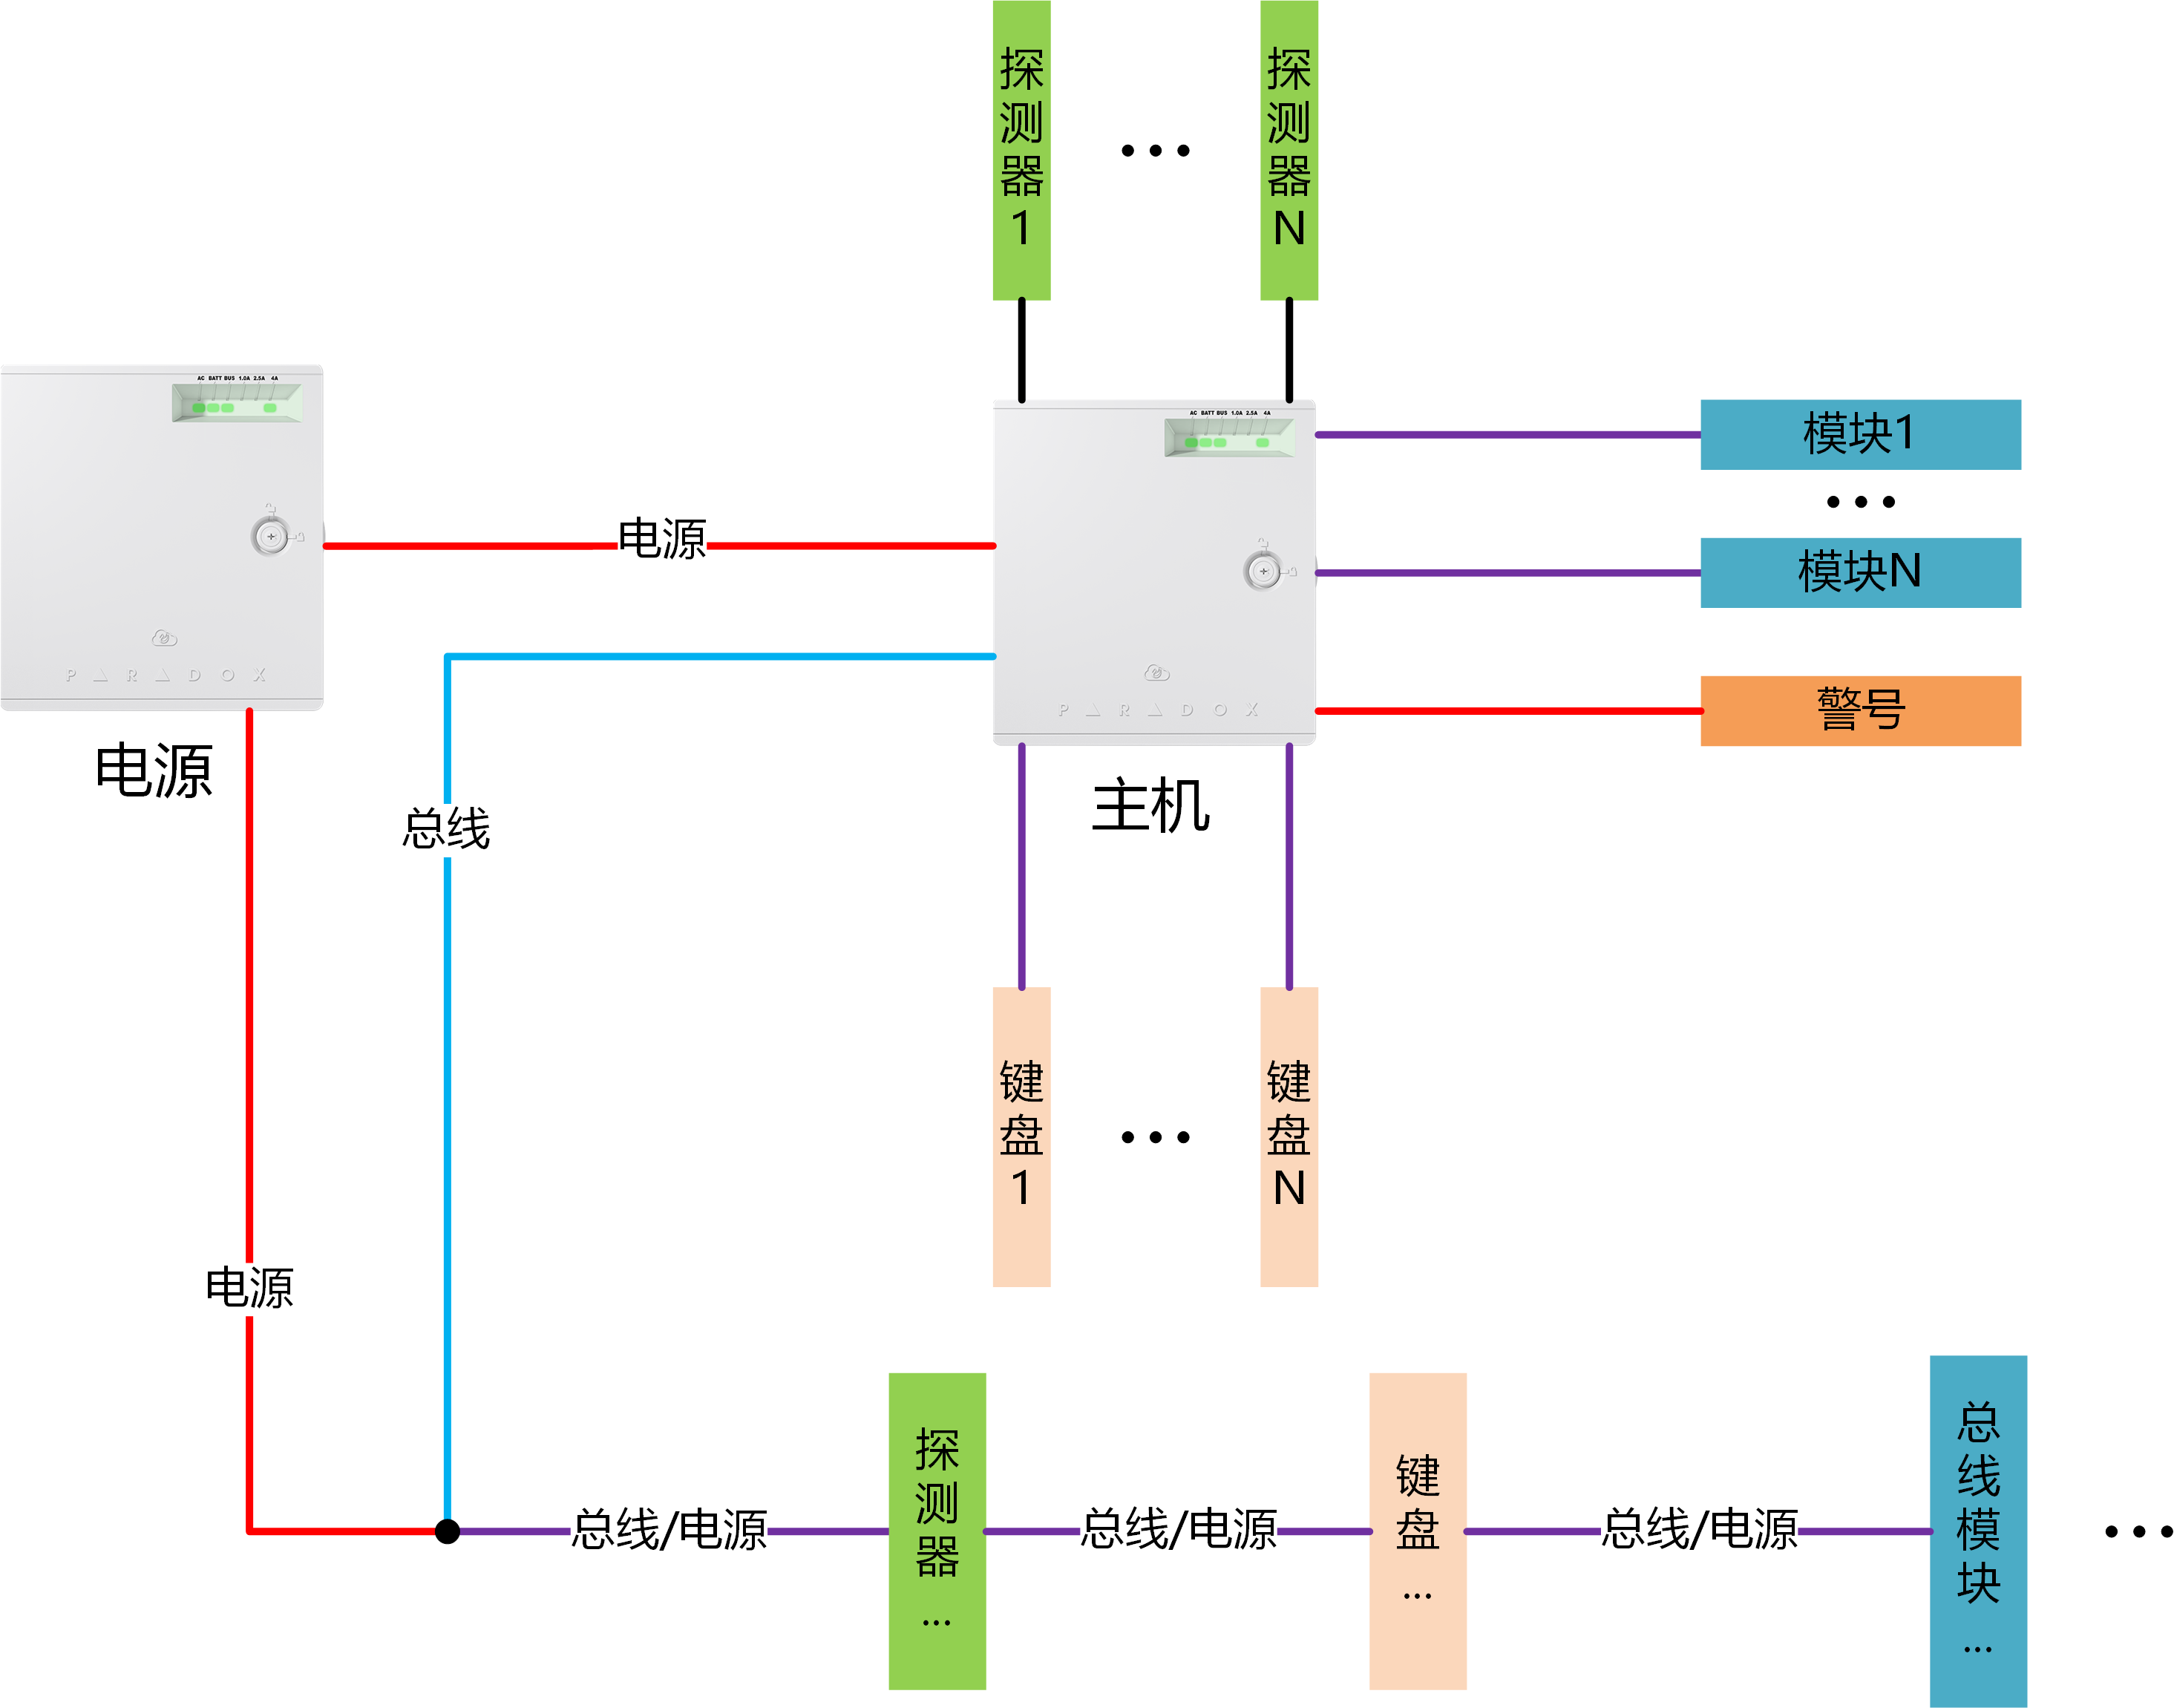 探测器1
...
探测器N
AC BATT BUS 1.0A 2.5A 4A
PARADOX
电源
电源
AC BATT BUS 1.0A 2.5A 4A
PARADOX
主机
模块1
...
模块N
警号
总线
键盘1
...
键盘N
电源
总线/电源
探测器...
总线/电源
键盘...
总线/电源
总线模块...
...